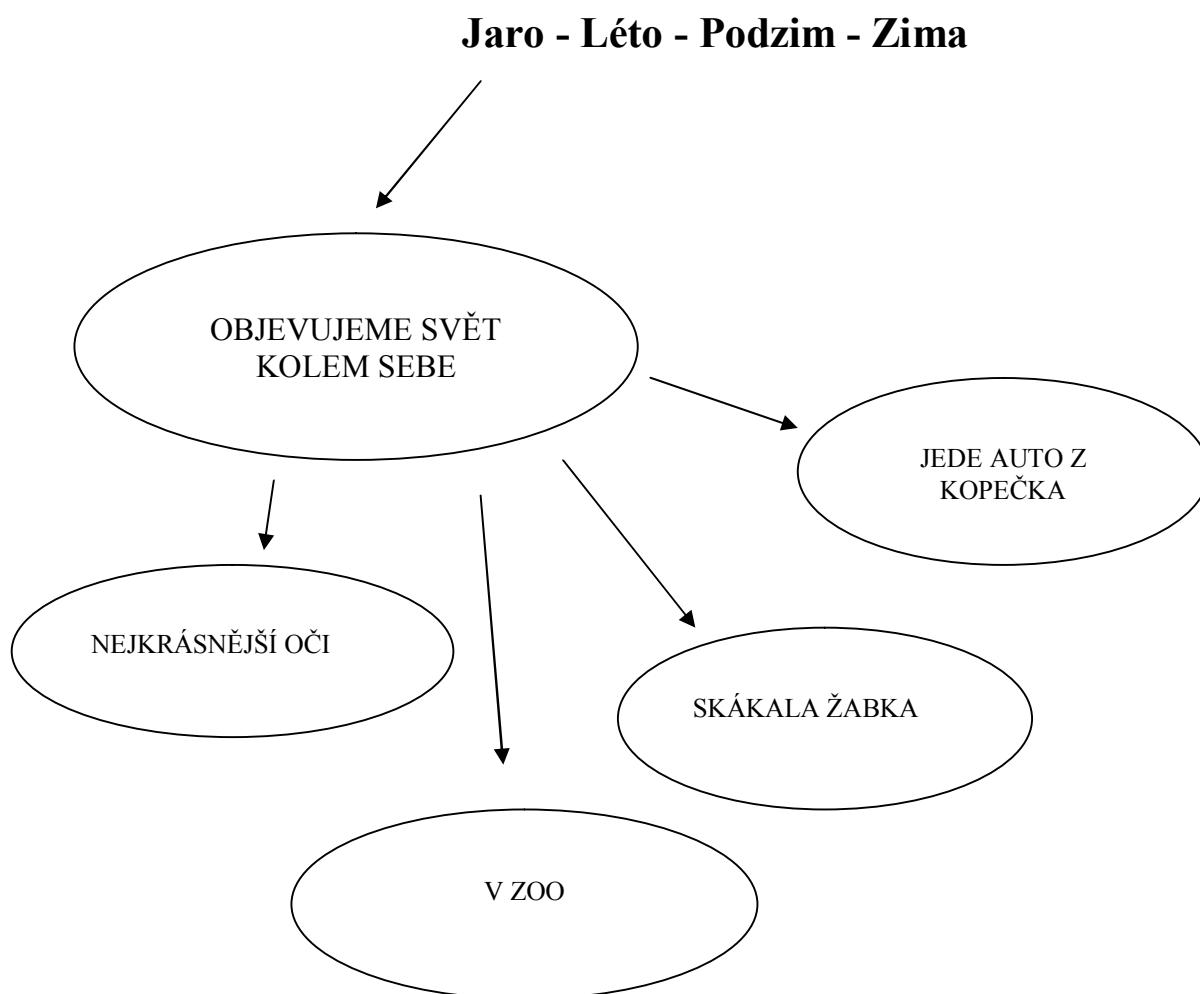 Jaro - Léto - Podzim - Zima
OBJEVUJEME SVĚT
KOLEM SEBE
JEDE AUTO Z
KOPEČKA
NEJKRÁSNĚJŠÍ OČI
SKÁKALA ŽABKA
V ZOO